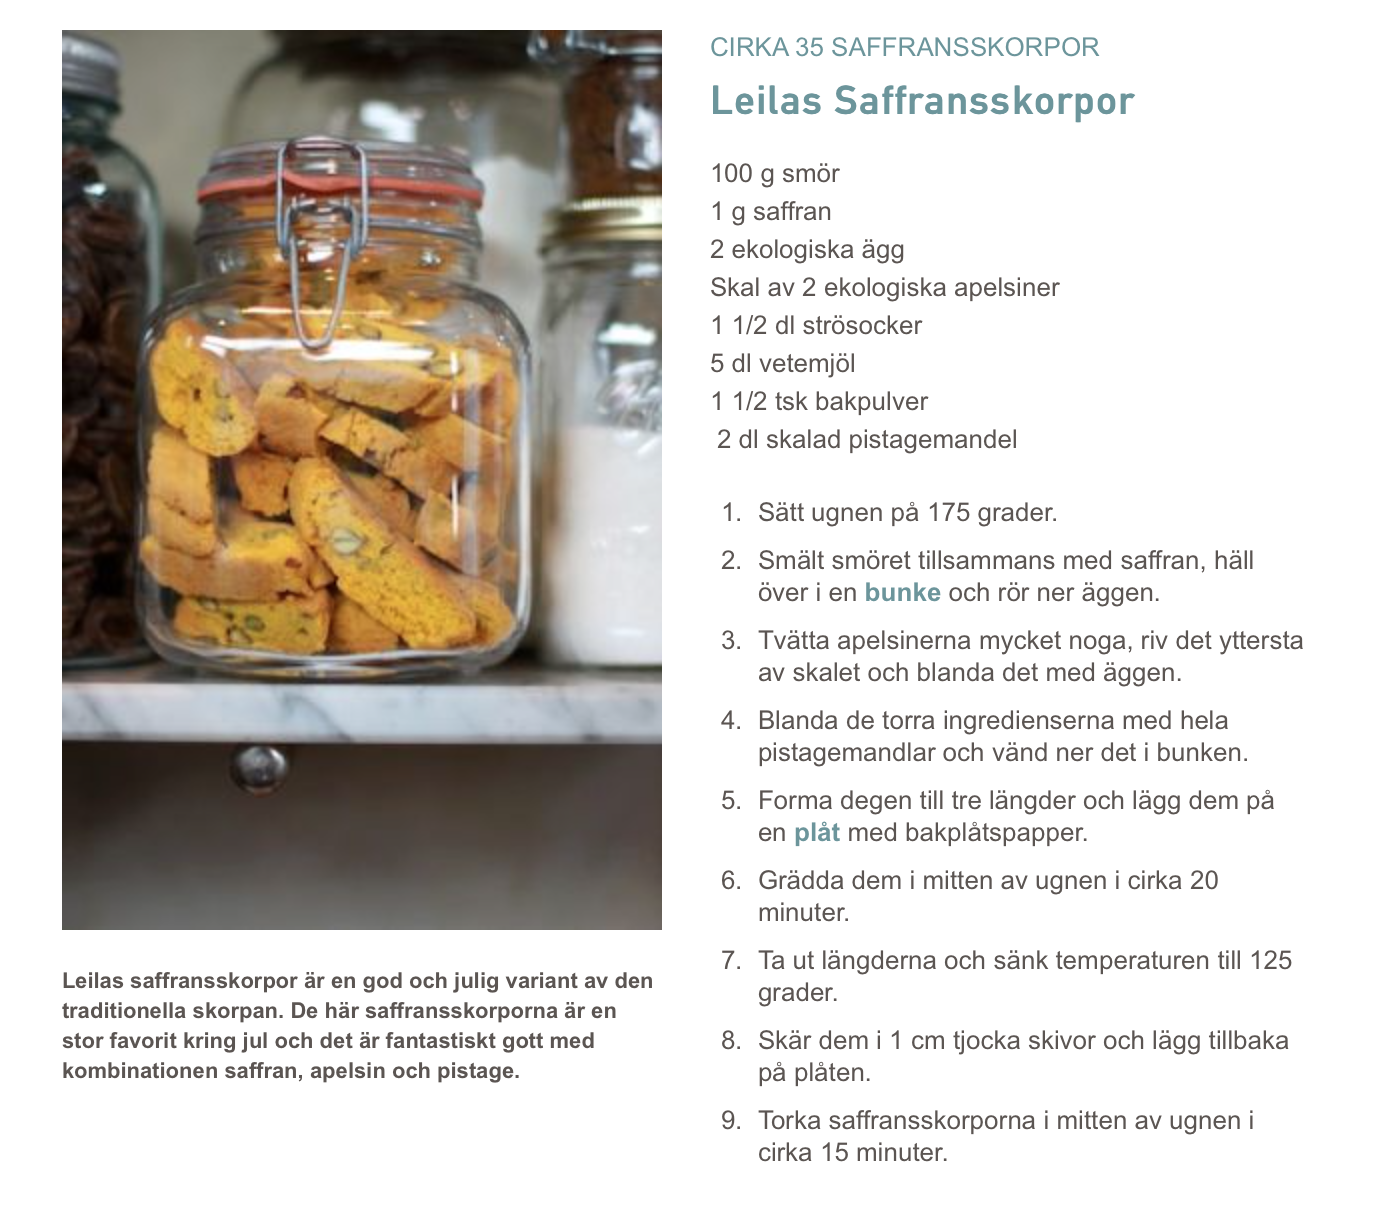 CIRKA 35 SAFFRANSSKORPOR
Leilas Saffransskorpor
100 g smör
1 g saffran
2 ekologiska ägg
Skal av 2 ekologiska apelsiner
1 1/2 dl strösocker
5 dl vetemjöl
1 1/2 tsk bakpulver
2 dl skalad pistagemandel
1. Sätt ugnen på 175 grader.
2. Smält smöret tillsammans med saffran, häll
över i en bunke och rör ner äggen.
3. Tvätta apelsinerna mycket noga, riv det yttersta
av skalet och blanda det med äggen.
4. Blanda de torra ingredienserna med hela
pistagemandlar och vänd ner det i bunken.
5. Forma degen till tre längder och lägg dem på
en plåt med bakplåtspapper.
6. Grädda dem i mitten av ugnen i cirka 20
minuter.
7. Ta ut längderna och sänk temperaturen till 125
grader.
8. Skär dem i 1 cm tjocka skivor och lägg tillbaka
på plåten.
9. Torka saffransskorporna i mitten av ugnen i
cirka 15 minuter.
Leilas saffransskorpor är en god och julig variant av den
traditionella skorpan. De här saffransskorporna är en
stor favorit kring jul och det är fantastiskt gott med
kombinationen saffran, apelsin och pistage.